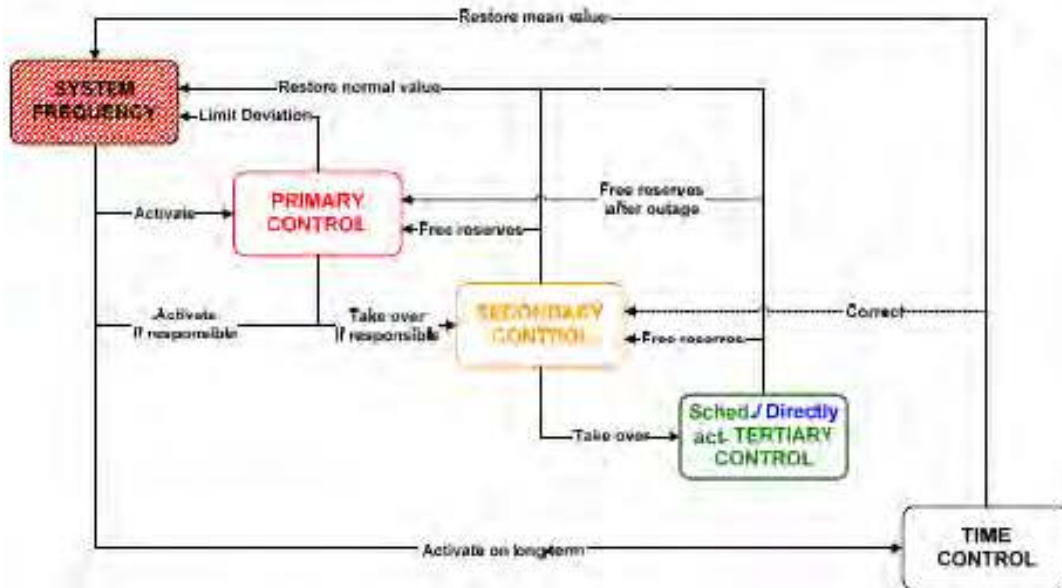 Restore mean value
SYSTEM
FREQUENCY
Restore normal value
Limit Deviation
PRIMARY
CONTROL
Activate
Free reserves
after outage
Free reserves
Activate
If responsible
Take over
If responsible
SECONDARY
CONTROL
Correct
Free reserves
Sched./ Directly
act. TERTIARY
CONTROL
Take over
TIME
CONTROL
Activate on long-term